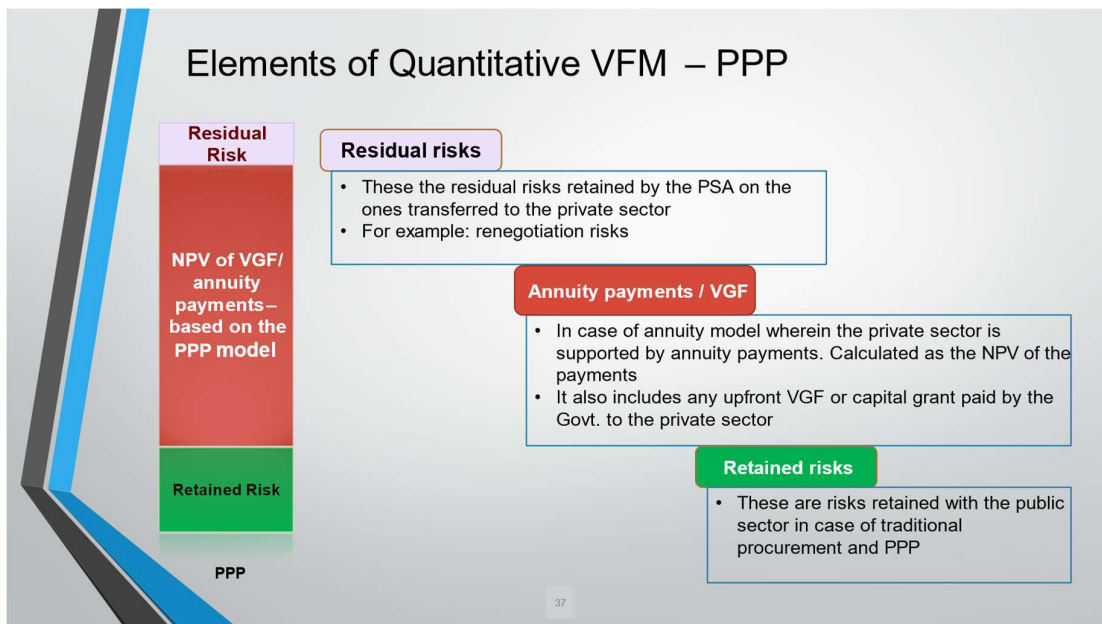 Elements of Quantitative VFM – PPP
Residual
Risk
NPV of VGF/
annuity
payments–
based on the
PPP model
Retained Risk
PPP
Residual risks
• These the residual risks retained by the PSA on the
ones transferred to the private sector
• For example: renegotiation risks
Annuity payments / VGF
• In case of annuity model wherein the private sector is
supported by annuity payments. Calculated as the NPV of the
payments
• It also includes any upfront VGF or capital grant paid by the
Govt. to the private sector
Retained risks
• These are risks retained with the public
sector in case of traditional
procurement and PPP
37